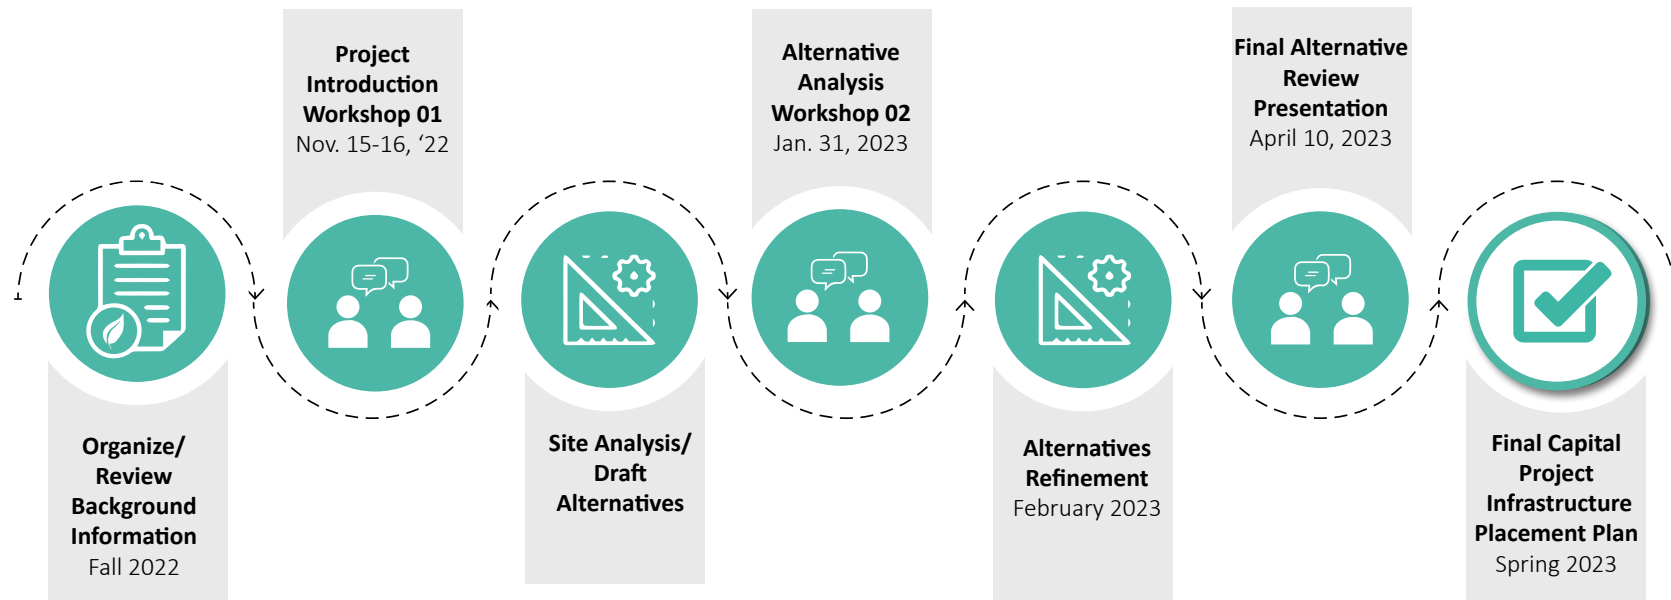 Organize/
Review
Background
Information
Fall 2022
Project
Introduction
Workshop 01
Nov. 15-16, ‘22
Site Analysis/
Draft
Alternatives
Alternative
Analysis
Workshop 02
Jan. 31, 2023
Alternatives
Refinement
February 2023
Final Alternative
Review
Presentation
April 10, 2023
Final Capital
Project
Infrastructure
Placement Plan
Spring 2023